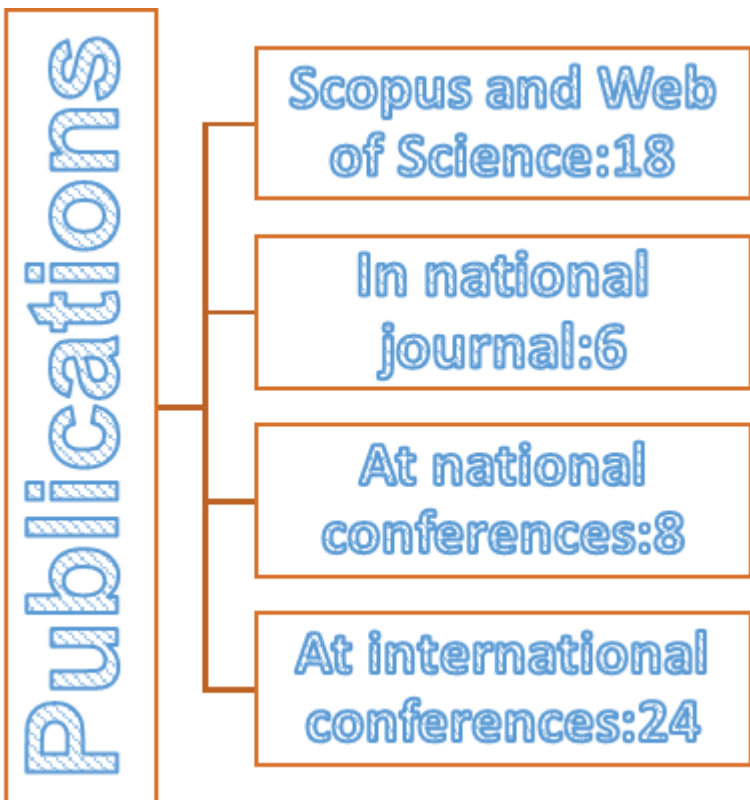 Publications
Scopus and Web
of Science:18
In national
journal:6
At national
conferences:8
At international
conferences:24